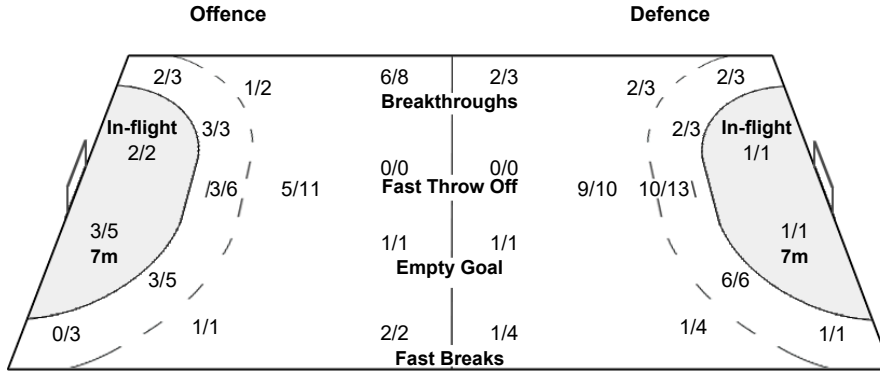 Offence Defence
2/3 1/2 6/8 2/3 2/3 2/3
Breakthroughs
In-flight 3/3 2/3 In-flight
2/2 1/1
0/0 0/0
3/6 5/11 Fast Throw Off 9/10 10/13
3/5 1/1 1/1 1/1
7m 7m
Empty Goal
3/5 6/6
0/3 1/1 2/2 1/4 1/4 1/1
Fast Breaks